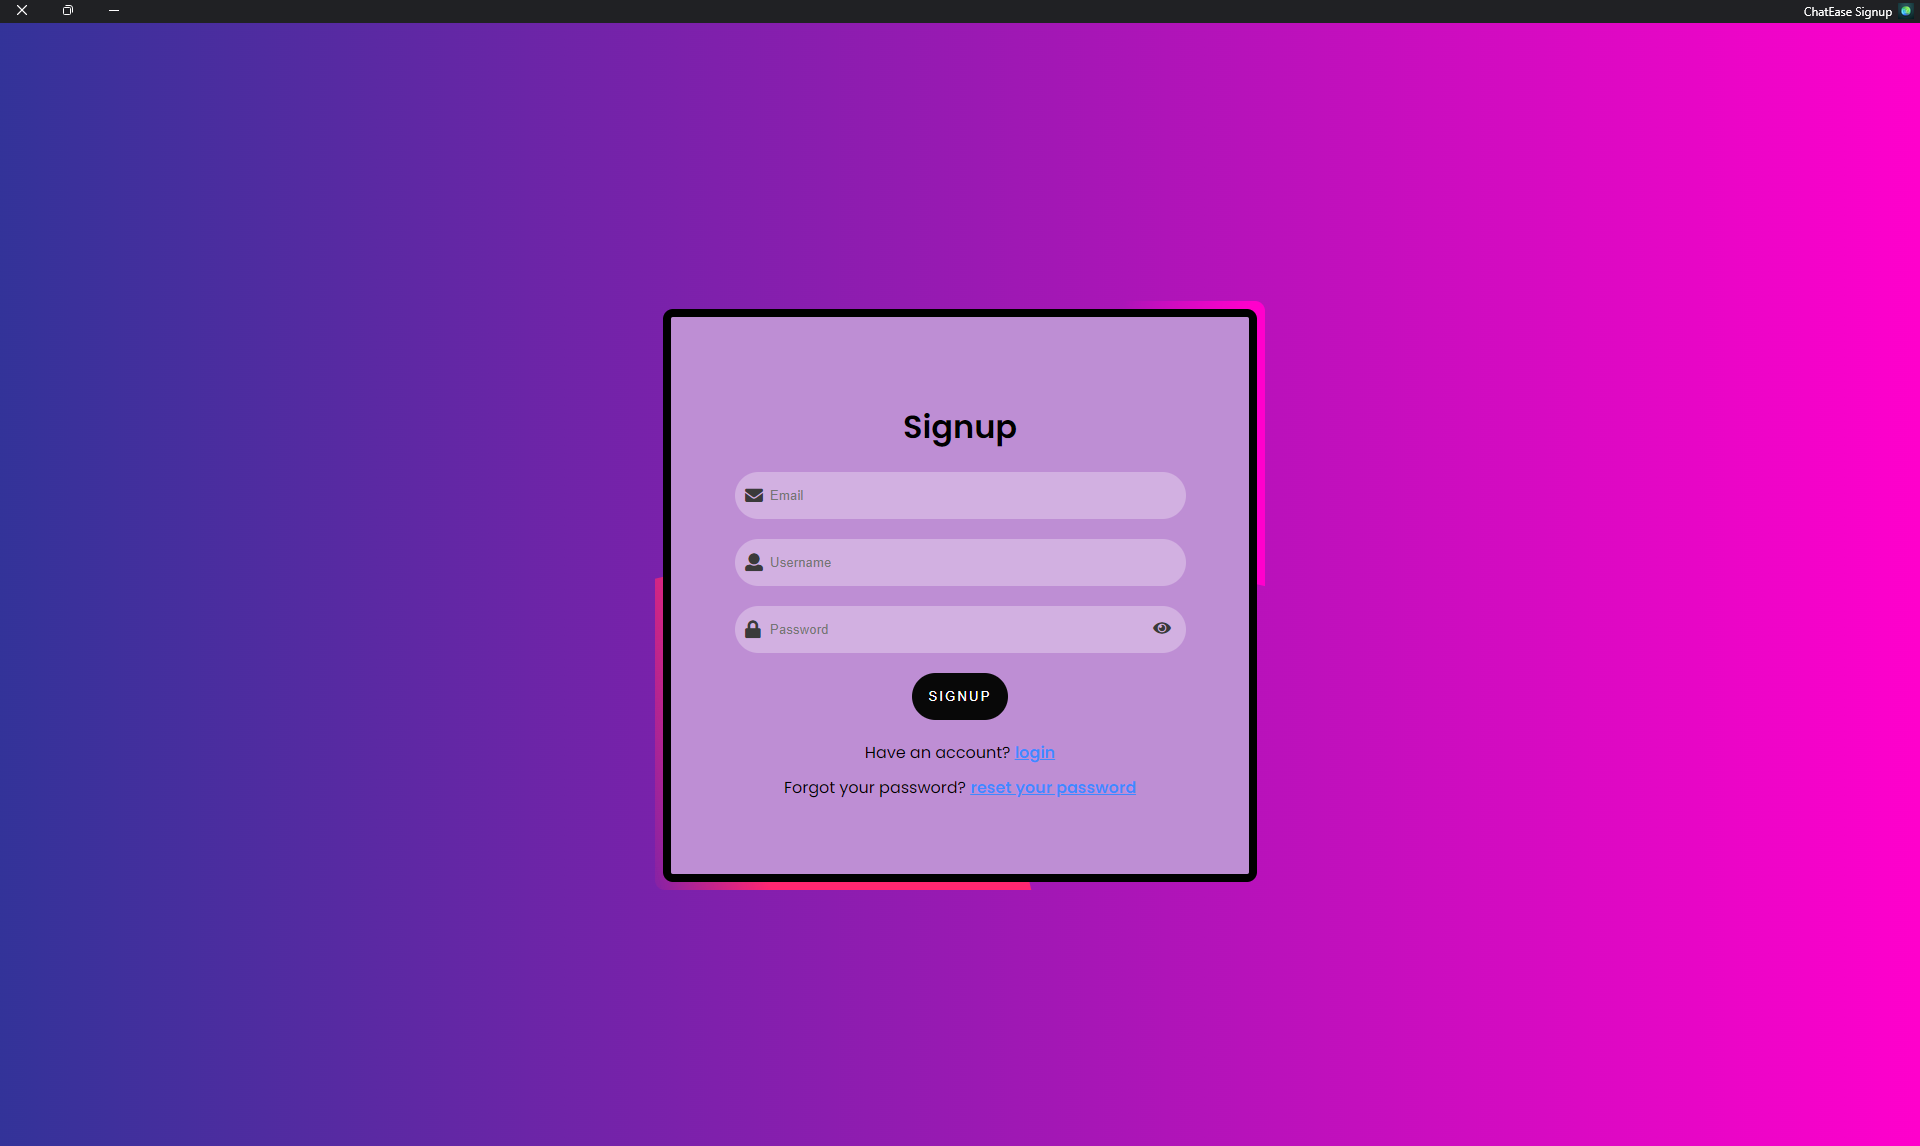 ChatEase Signup
Signup
Email
Username
Password
SIGNUP
Have an account? login
Forgot your password? reset your password